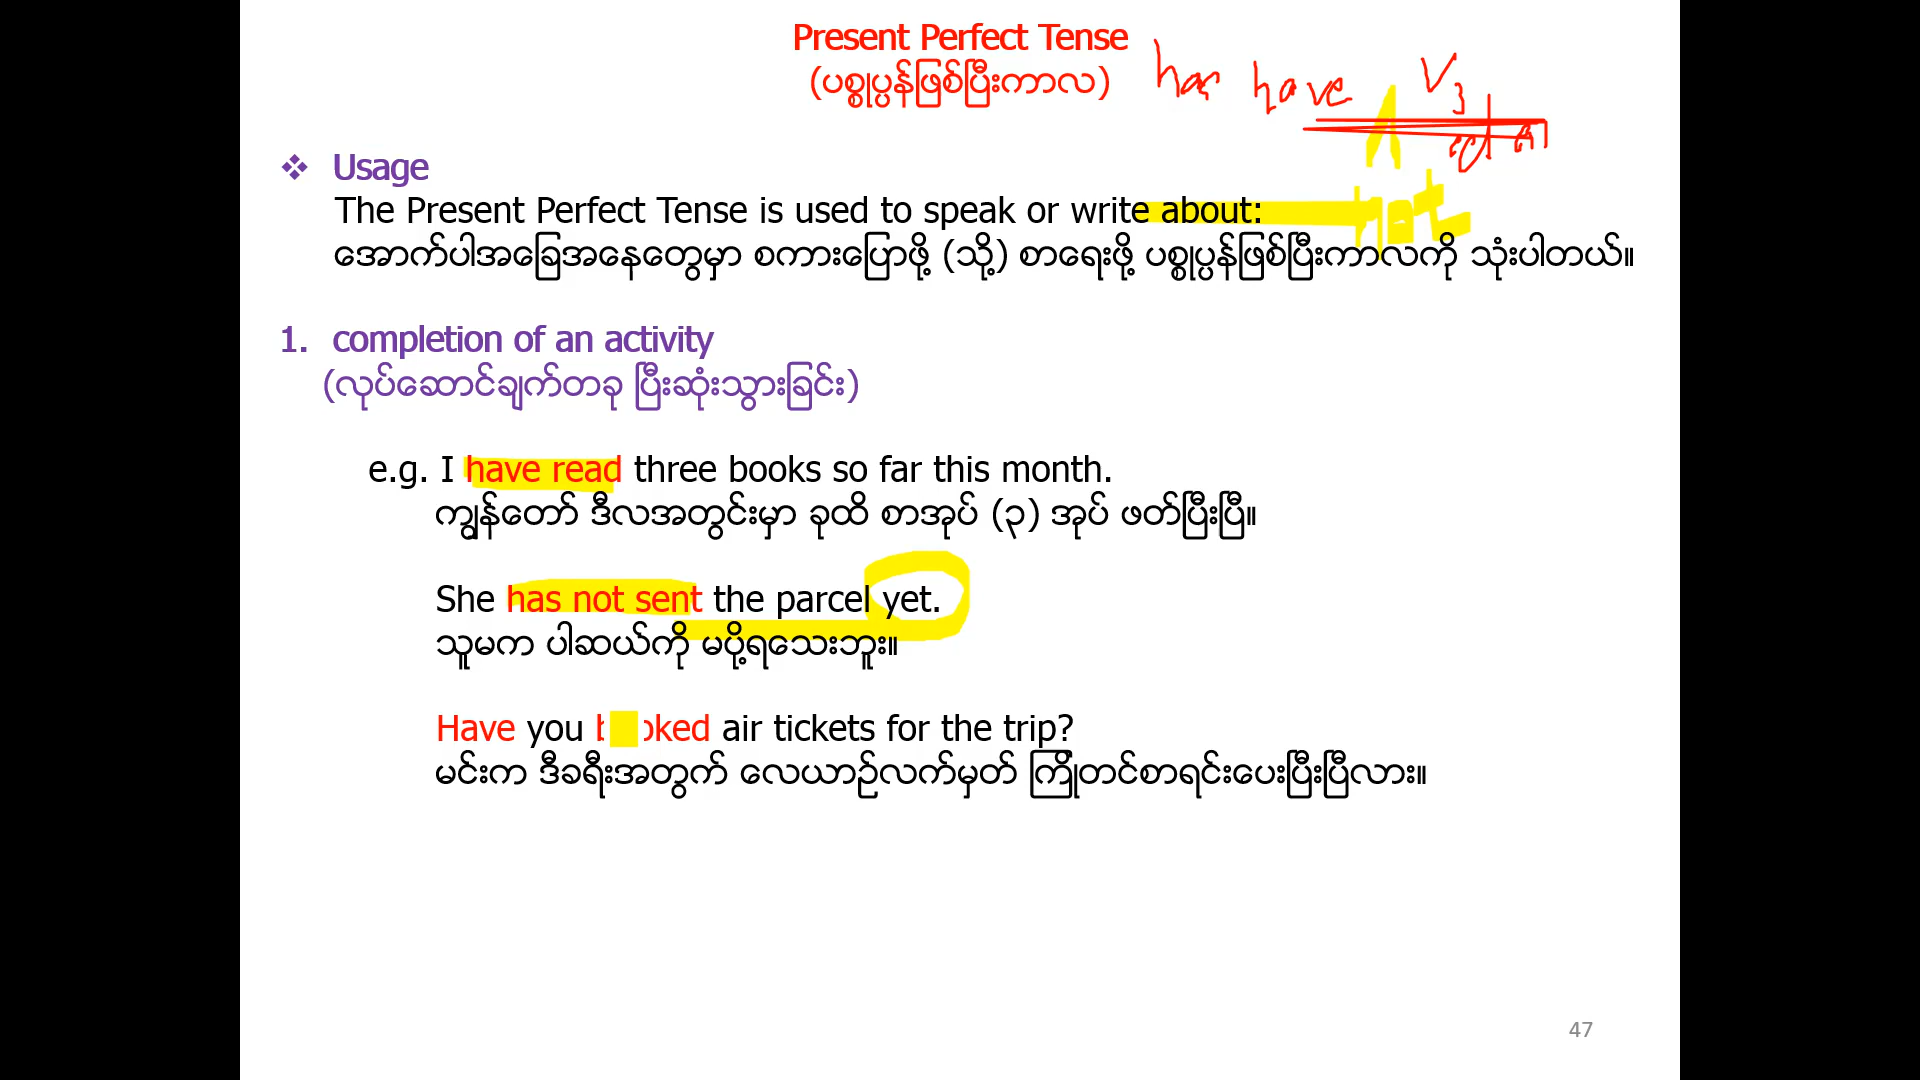 Present Perfect Tense
(ပစ္စုပ္ပန်ဖြစ်ပြီးကာလ)
has have V3
not
❖ Usage
The Present Perfect Tense is used to speak or write about:
အောက်ပါအခြေအနေတွေမှာ စကားပြောဖို့ (သို့) စာရေးဖို့ ပစ္စုပ္ပန်ဖြစ်ပြီးကာလကို သုံးပါတယ်။
1. completion of an activity
(လုပ်ဆောင်ချက်တခု ပြီးဆုံးသွားခြင်း)
e.g. I have read three books so far this month.
ကျွန်တော် ဒီလအတွင်းမှာ ခုထိ စာအုပ် (၃) အုပ် ဖတ်ပြီးပြီ။
She has not sent the parcel yet.
သူမက ပါဆယ်ကို မပို့ရသေးဘူး။
Have you booked air tickets for the trip?
မင်းက ဒီခရီးအတွက် လေယာဉ်လက်မှတ် ကြိုတင်စာရင်းပေးပြီးပြီလား။
47